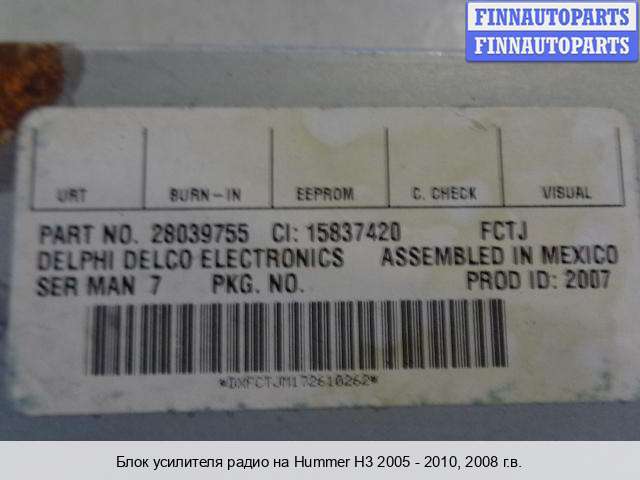 FINNAUTOPARTS
FINNAUTOPARTS
URT BURN-IN EEPROM C. CHECK VISUAL
PART NO. 28039755 CI: 15837420 FCTJ
DELPHI DELCO ELECTRONICS ASSEMBLED IN MEXICO
SER MAN 7 PKG. NO. PROD ID: 2007
*DXFCTJM172610262*
Блок усилителя радио на Hummer H3 2005 - 2010, 2008 г.в.